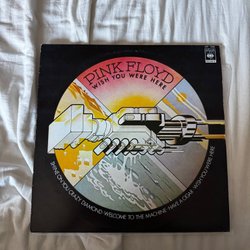 PINK FLOYD
WISH YOU WERE HERE
SHINE ON YOU CRAZY DIAMOND·WELCOME TO THE MACHINE·HAVE A CIGAR·WISH YOU WERE HERE